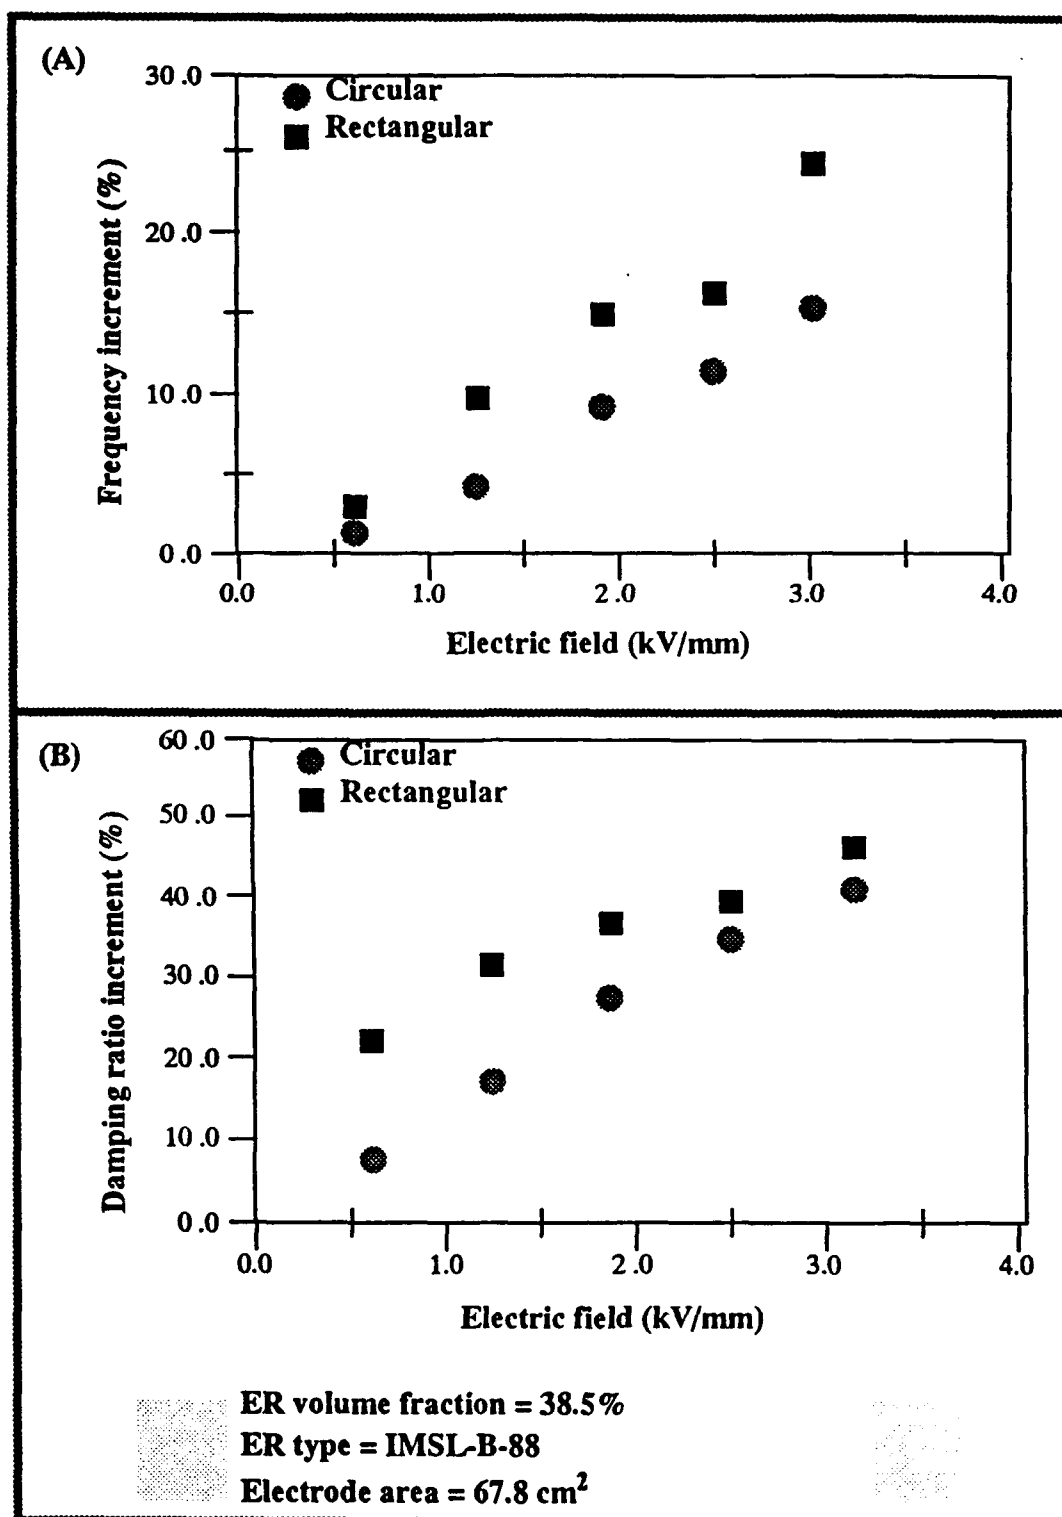 (A)
30.0
Circular
Rectangular
20.0
10.0
0.0
Frequency increment (%)
0.0 1.0 2.0 3.0 4.0
Electric field (kV/mm)
(B)
60.0
Circular
Rectangular
50.0
40.0
30.0
20.0
10.0
0.0
Damping ratio increment (%)
0.0 1.0 2.0 3.0 4.0
Electric field (kV/mm)
ER volume fraction = 38.5%
ER type = IMSL-B-88
Electrode area = 67.8 cm²